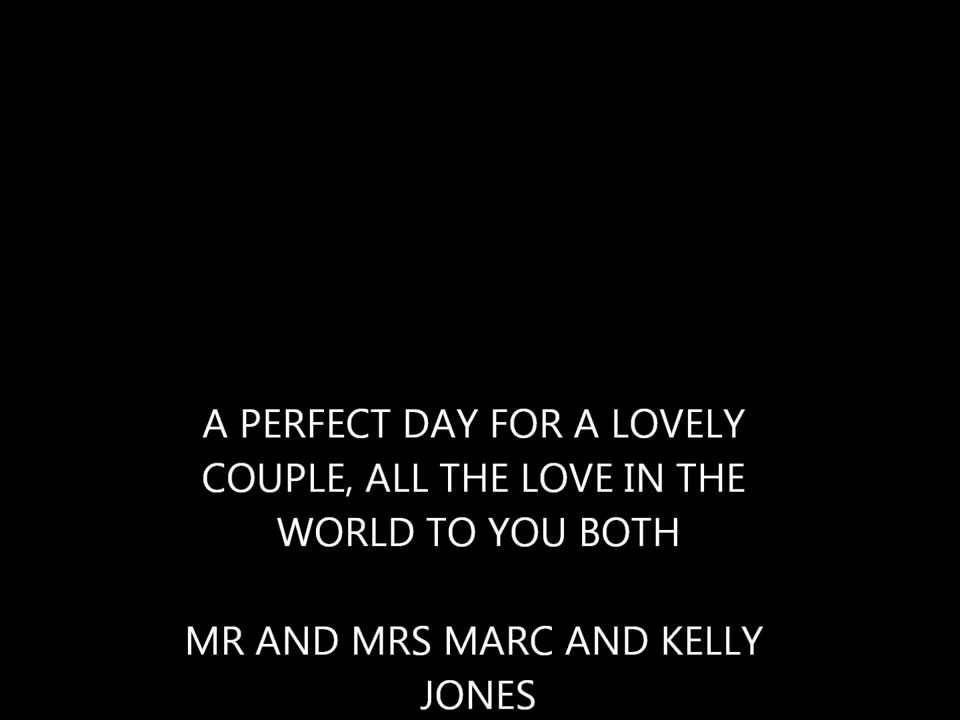 A PERFECT DAY FOR A LOVELY
COUPLE, ALL THE LOVE IN THE
WORLD TO YOU BOTH
MR AND MRS MARC AND KELLY
JONES